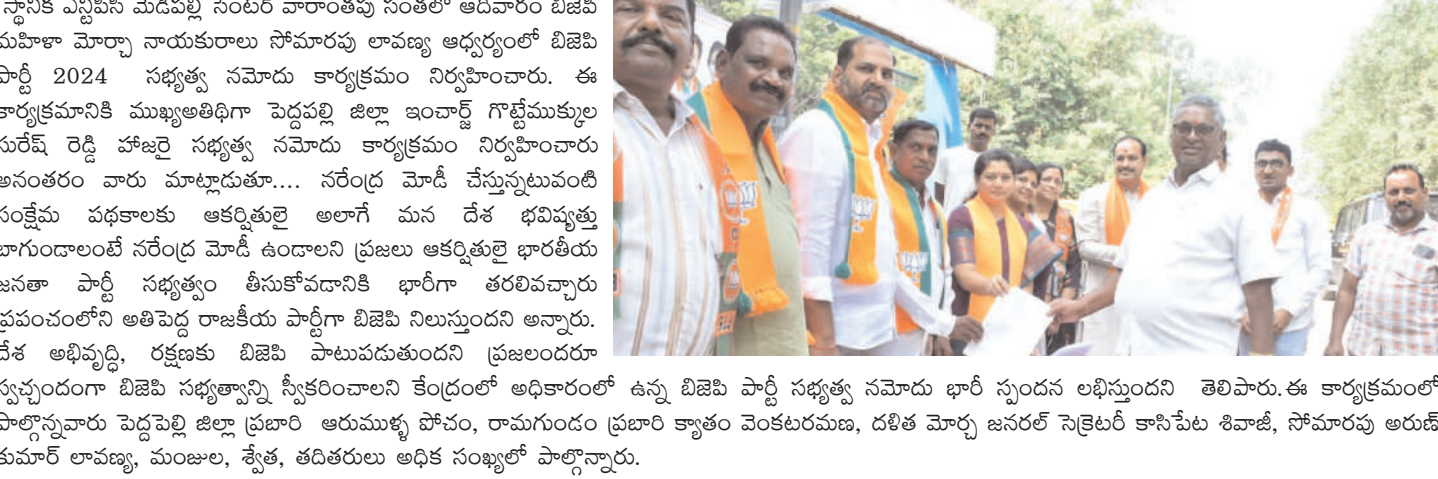 స్థానిక ఎన్టీపీసీ మేడిపల్లి సెంటర్ వారాంతపు సంతలో ఆదివారం బిజెపి
మహిళా మోర్చా నాయకురాలు సోమారపు లావణ్య ఆధ్వర్యంలో బిజెపి
పార్టీ 2024 సభ్యత్వ నమోదు కార్యక్రమం నిర్వహించారు. ఈ
కార్యక్రమానికి ముఖ్యఅతిథిగా పెద్దపల్లి జిల్లా ఇంచార్జ్ గొట్టేముక్కుల
సురేష్ రెడ్డి హాజరై సభ్యత్వ నమోదు కార్యక్రమం నిర్వహించారు
అనంతరం వారు మాట్లాడుతూ.... నరేంద్ర మోడీ చేస్తున్నటువంటి
సంక్షేమ పథకాలకు ఆకర్షితులై అలాగే మన దేశ భవిష్యత్తు
బాగుండాలంటే నరేంద్ర మోడీ ఉండాలని ప్రజలు ఆకర్షితులై భారతీయ
జనతా పార్టీ సభ్యత్వం తీసుకోవడానికి భారీగా తరలివచ్చారు
ప్రపంచంలోని అతిపెద్ద రాజకీయ పార్టీగా బిజెపి నిలుస్తుందని అన్నారు.
దేశ అభివృద్ధి, రక్షణకు బిజెపి పాటుపడుతుందని ప్రజలందరూ
స్వచ్ఛందంగా బిజెపి సభ్యత్వాన్ని స్వీకరించాలని కేంద్రంలో అధికారంలో ఉన్న బిజెపి పార్టీ సభ్యత్వ నమోదు భారీ స్పందన లభిస్తుందని తెలిపారు.ఈ కార్యక్రమంలో
పాల్గొన్నవారు పెద్దపెల్లి జిల్లా ప్రబారి ఆరుముళ్ళ పోచం, రామగుండం ప్రబారి క్యాతం వెంకటరమణ, దళిత మోర్చ జనరల్ సెక్రెటరీ కాసిపేట శివాజీ, సోమారపు అరుణ్
కుమార్ లావణ్య, మంజుల, శ్వేత, తదితరులు అధిక సంఖ్యలో పాల్గొన్నారు.